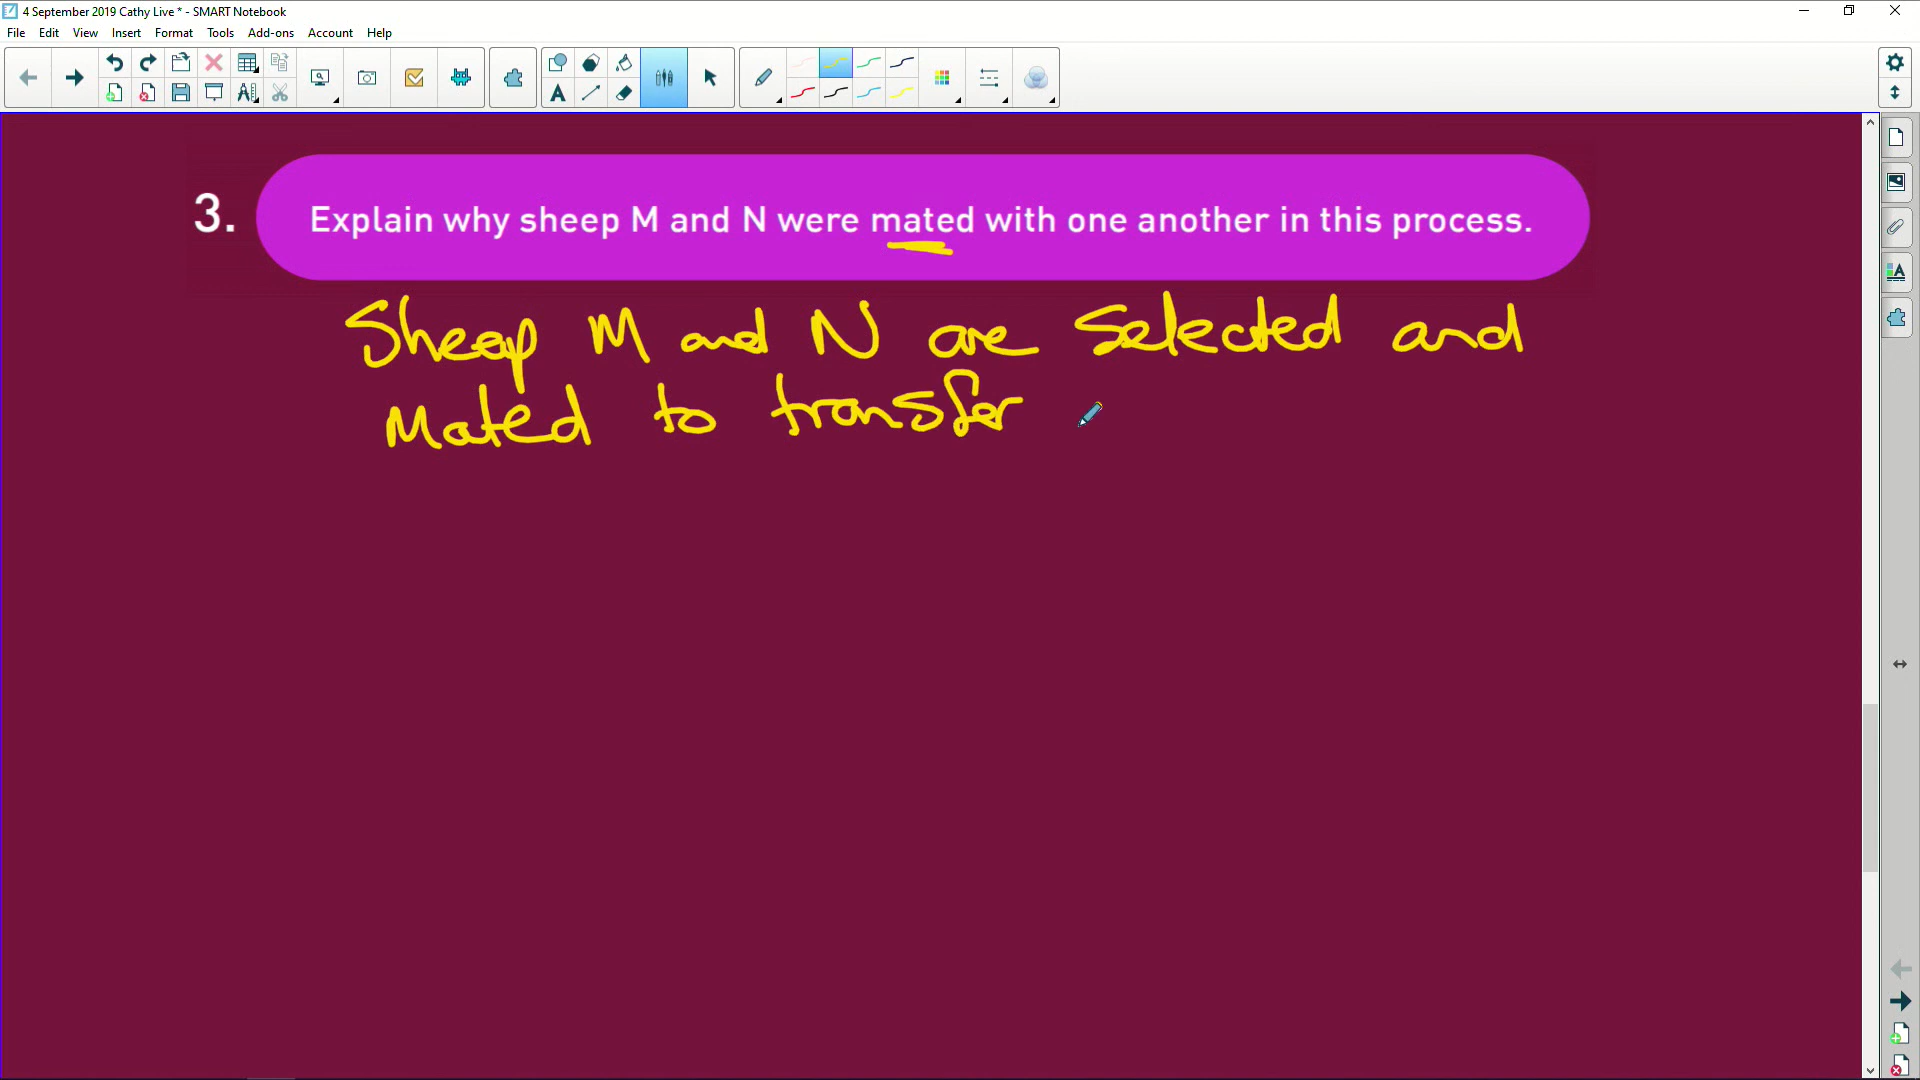 4 September 2019 Cathy Live * - SMART Notebook
File Edit View Insert Format Tools Add-ons Account Help
3. Explain why sheep M and N were mated with one another in this process.
Sheep M and N are Selected and
Mated to transfer